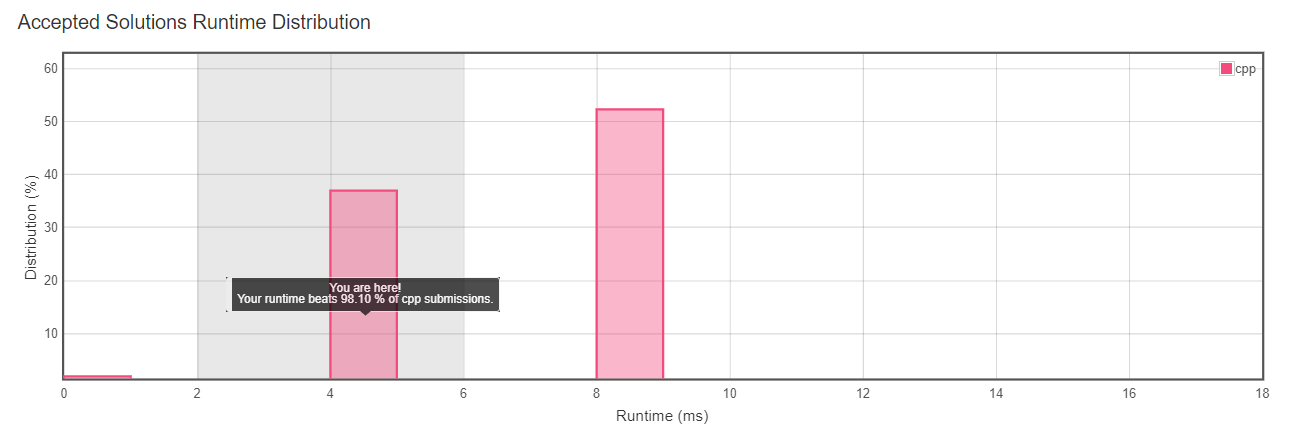 Accepted Solutions Runtime Distribution
cpp
Distribution (%)
60
50
40
30
20
10
You are here!
Your runtime beats 98.10 % of cpp submissions.
0 2 4 6 8 10 12 14 16 18
Runtime (ms)